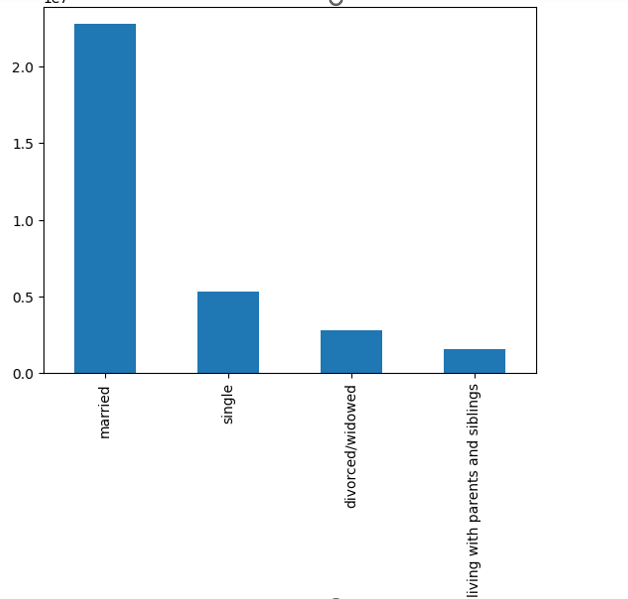 1e7
2.0
1.5
1.0
0.5
0.0
married
single
divorced/widowed
living with parents and siblings